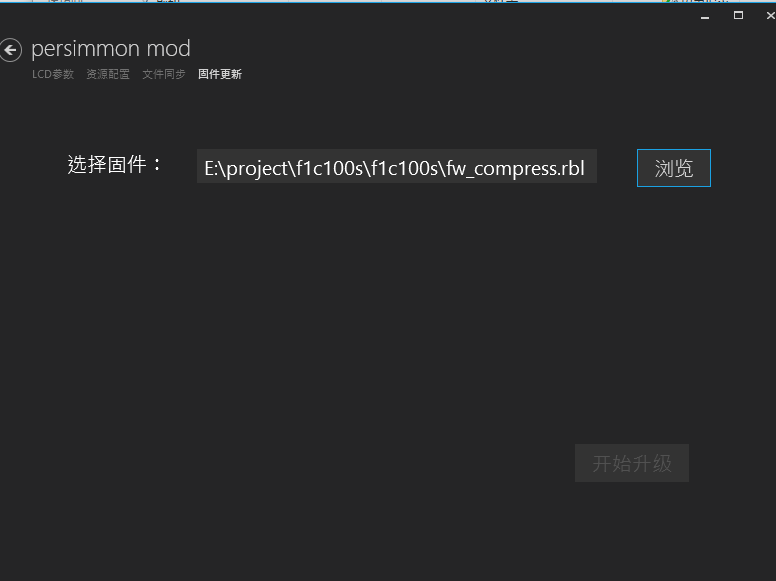 persimmon mod
LCD参数 资源配置 文件同步 固件更新
选择固件： E:\project\f1c100s\f1c100s\fw_compress.rbl 浏览
开始升级